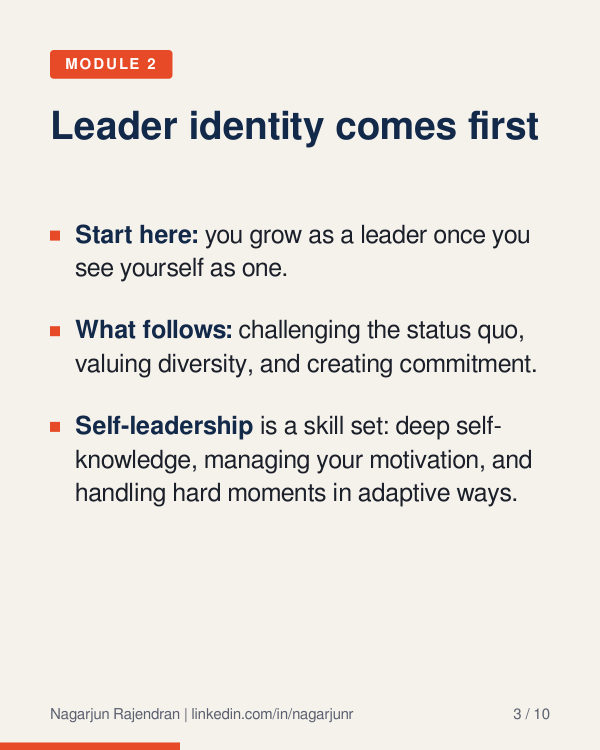 MODULE 2
Leader identity comes first
Start here: you grow as a leader once you
see yourself as one.
What follows: challenging the status quo,
valuing diversity, and creating commitment.
Self-leadership is a skill set: deep self-
knowledge, managing your motivation, and
handling hard moments in adaptive ways.
Nagarjun Rajendran | linkedin.com/in/nagarjunr
3 / 10